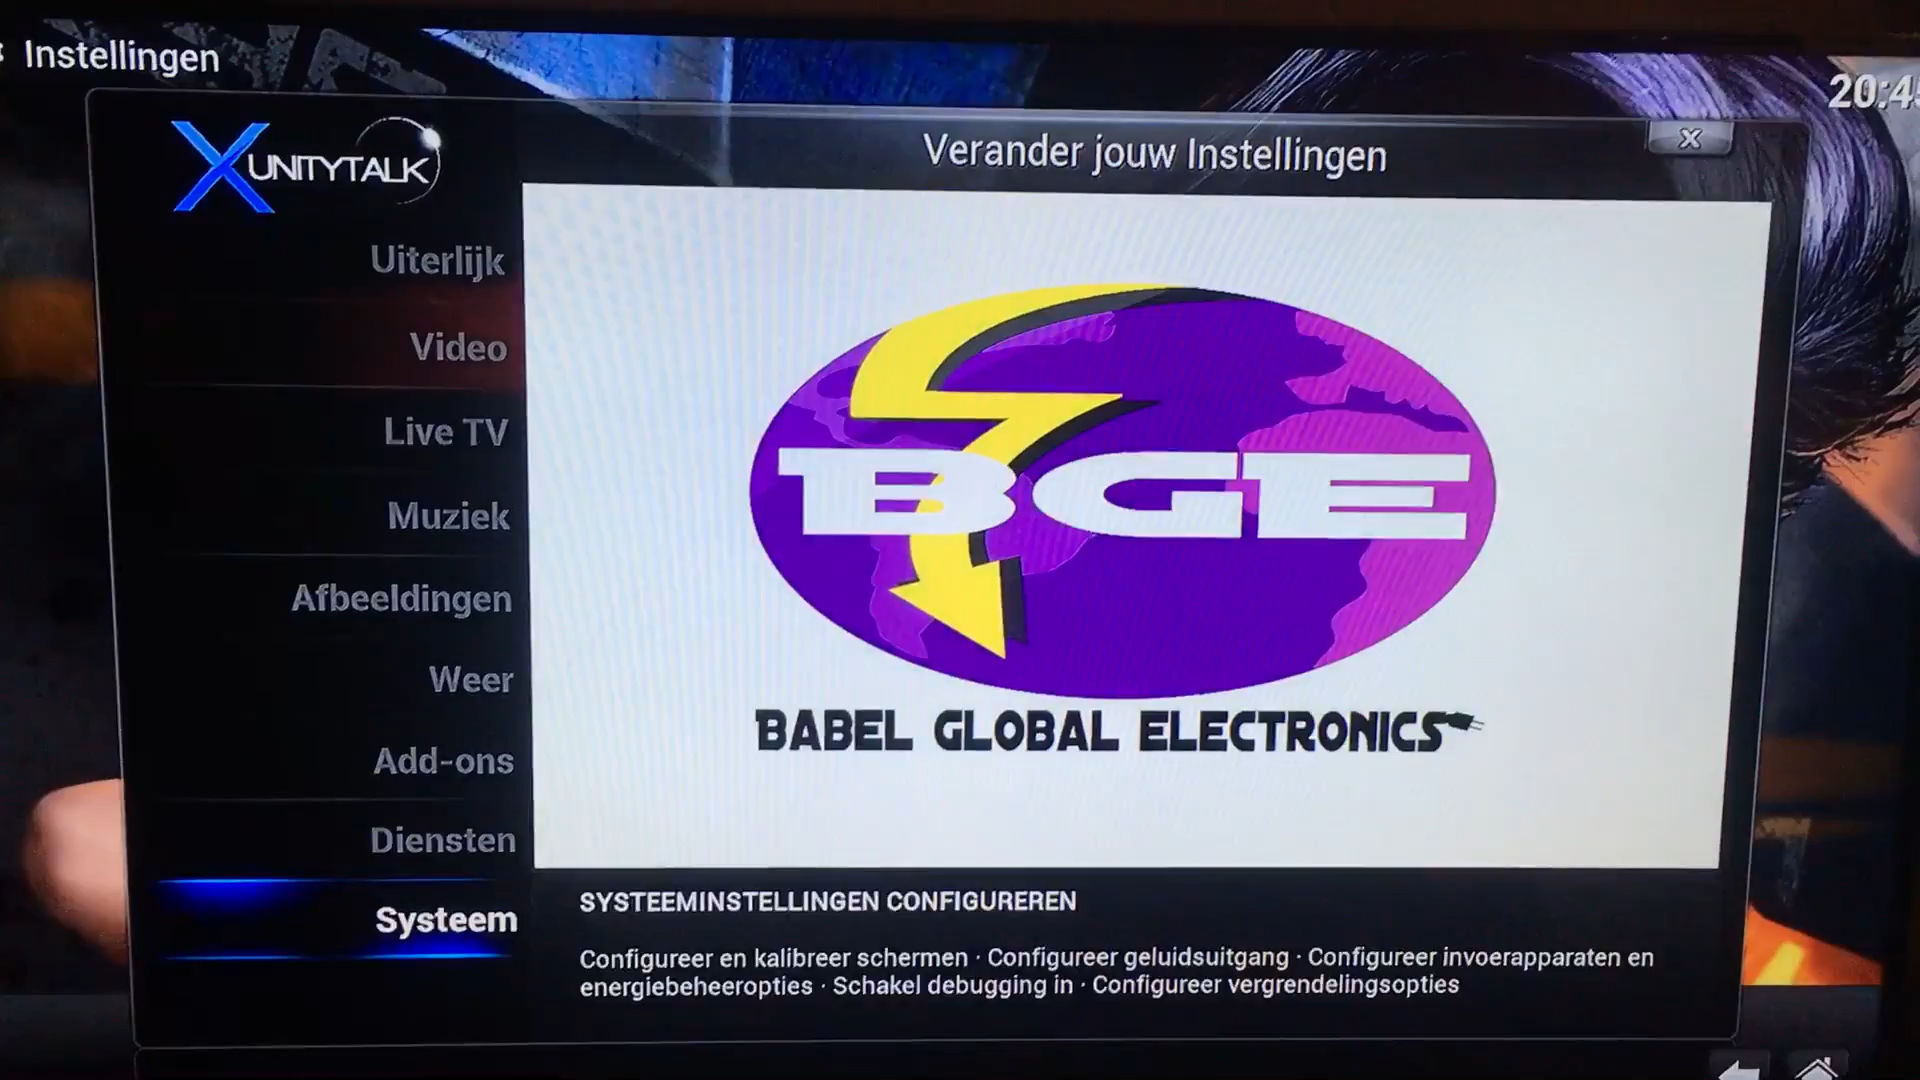 Instellingen
20:4
XUNITYTALK
Verander jouw Instellingen
x
Uiterlijk
Video
Live TV
Muziek
Afbeeldingen
Weer
Add-ons
Diensten
Systeem
BGE
BABEL GLOBAL ELECTRONICS
SYSTEEMINSTELLINGEN CONFIGUREREN
Configureer en kalibreer schermen · Configureer geluidsuitgang · Configureer invoerapparaten en
energiebeheeropties · Schakel debugging in · Configureer vergrendelingsopties